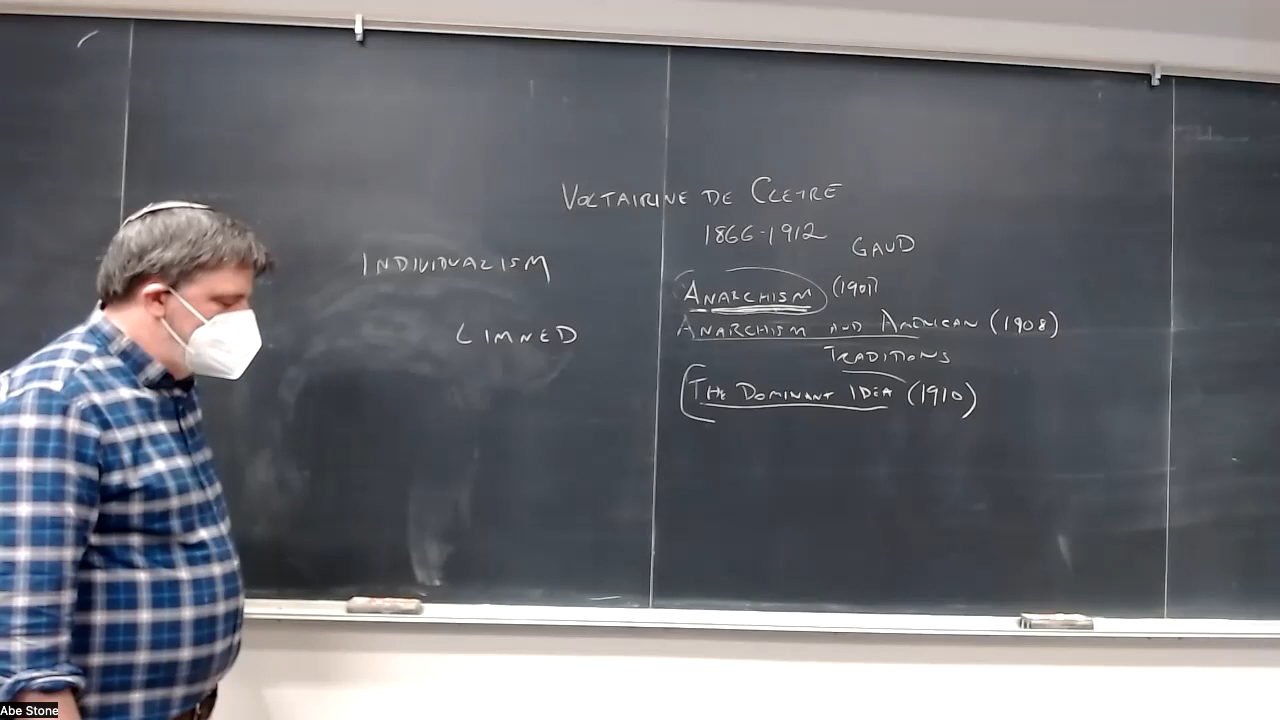 VOLTAIRINE DE CLEYRE
1866-1912
GAUD
INDIVIDUALISM
ANARCHISM (1901)
LIMNED
ANARCHISM AND AMERICAN (1908)
TRADITIONS
THE DOMINANT IDEA (1910)
Abe Stone